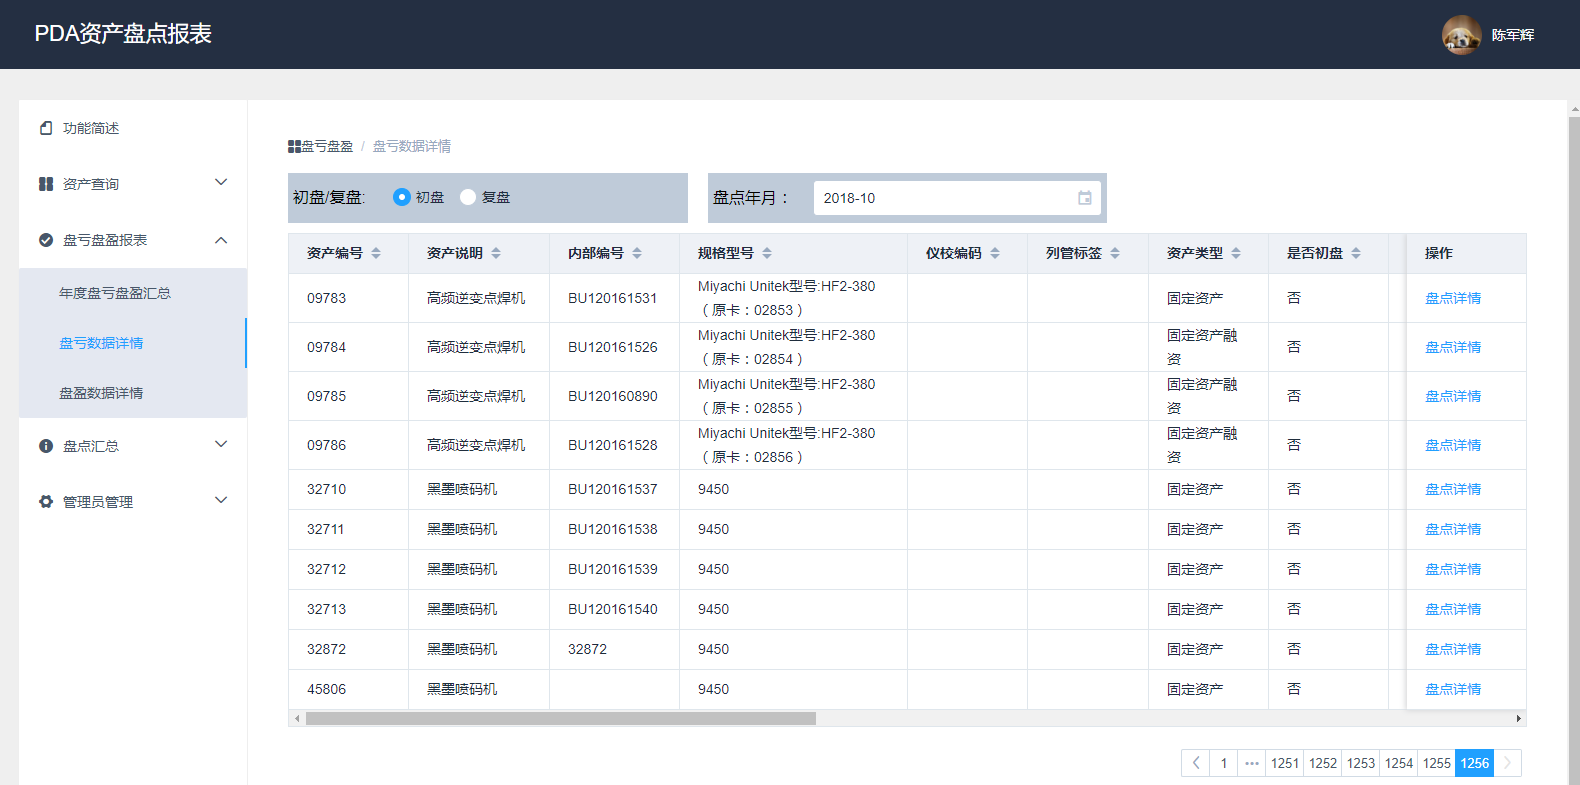 PDA资产盘点报表
陈军辉
功能简述
资产查询
盘亏盘盈报表
年度盘亏盘盈汇总
盘亏数据详情
盘盈数据详情
盘点汇总
管理员管理
盘亏盘盈 / 盘亏数据详情
初盘/复盘: 初盘 复盘 盘点年月： 2018-10
资产编号 资产说明 内部编号 规格型号 仪校编码 列管标签 资产类型 是否初盘 操作
09783 高频逆变点焊机 BU120161531 Miyachi Unitek型号:HF2-380 固定资产 否 盘点详情
（原卡：02853）
09784 高频逆变点焊机 BU120161526 Miyachi Unitek型号:HF2-380 固定资产融 否 盘点详情
（原卡：02854） 资
09785 高频逆变点焊机 BU120160890 Miyachi Unitek型号:HF2-380 固定资产融 否 盘点详情
（原卡：02855） 资
09786 高频逆变点焊机 BU120161528 Miyachi Unitek型号:HF2-380 固定资产融 否 盘点详情
（原卡：02856） 资
32710 黑墨喷码机 BU120161537 9450 固定资产 否 盘点详情
32711 黑墨喷码机 BU120161538 9450 固定资产 否 盘点详情
32712 黑墨喷码机 BU120161539 9450 固定资产 否 盘点详情
32713 黑墨喷码机 BU120161540 9450 固定资产 否 盘点详情
32872 黑墨喷码机 32872 9450 固定资产 否 盘点详情
45806 黑墨喷码机 9450 固定资产 否 盘点详情
1 ··· 1251 1252 1253 1254 1255 1256